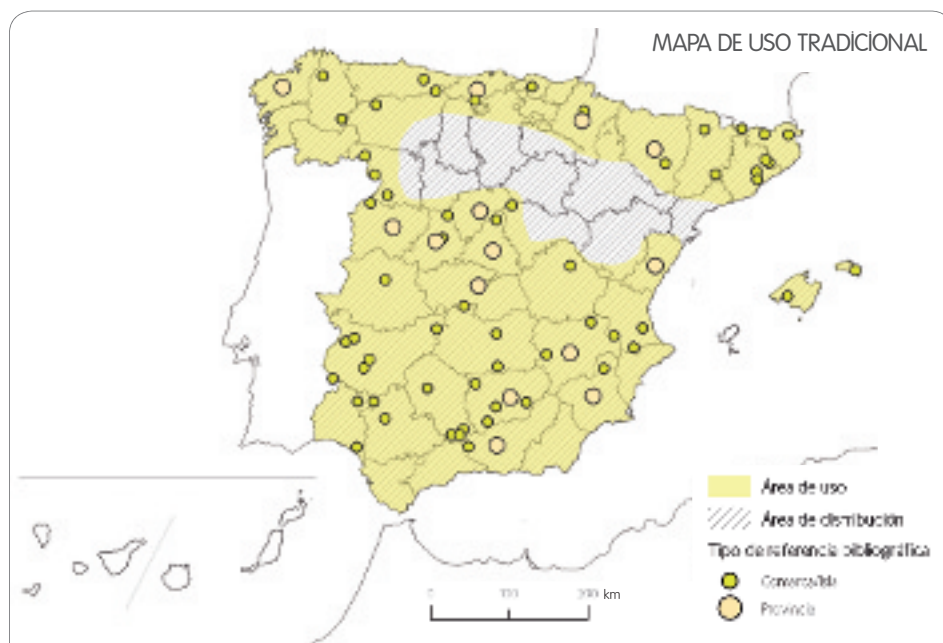 MAPA DE USO TRADICIONAL
Área de uso
Área de distribución
Tipo de referencia bibliográfica
Comarca/Isla
Provincia
0 100 200 km